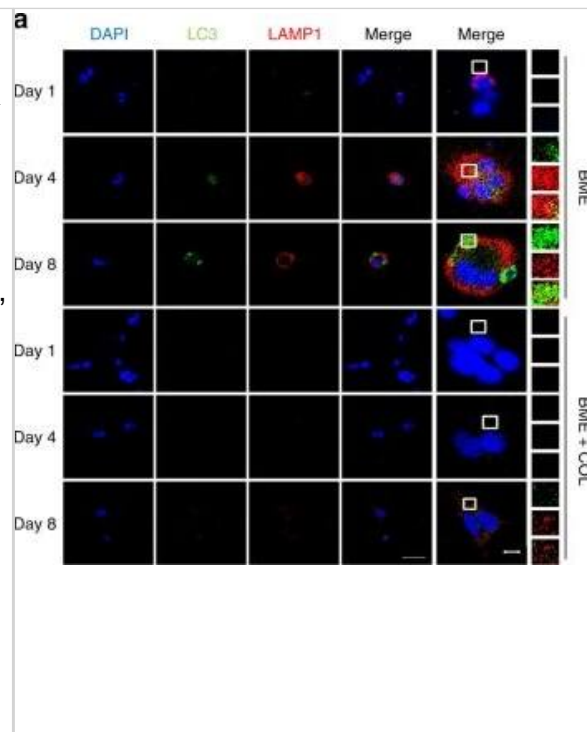 a
DAPI LC3 LAMP1 Merge Merge
Day 1
Day 4
Day 8
BME
Day 1
Day 4
Day 8
BME + COL